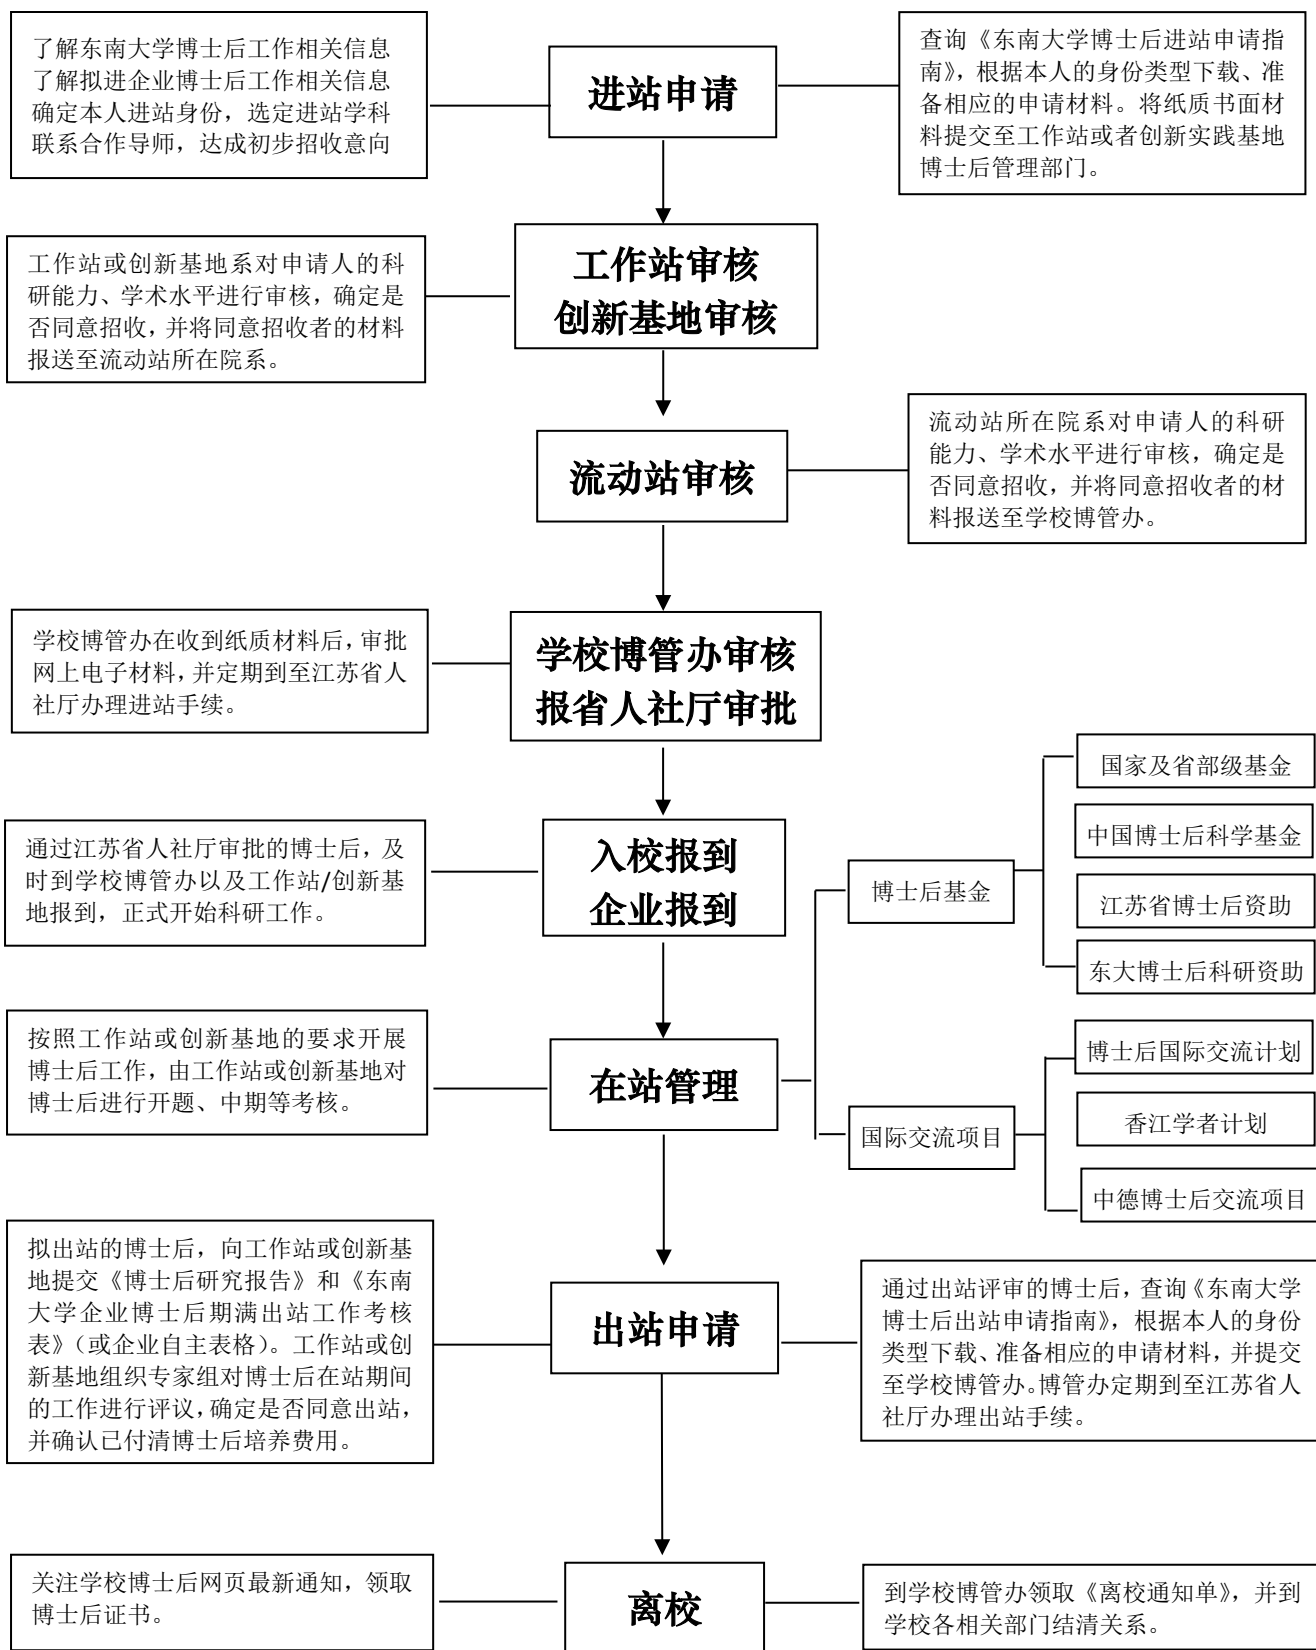 了解东南大学博士后工作相关信息
了解拟进企业博士后工作相关信息
确定本人进站身份，选定进站学科
联系合作导师，达成初步招收意向
进站申请
查询《东南大学博士后进站申请指
南》，根据本人的身份类型下载、准
备相应的申请材料。将纸质书面材
料提交至工作站或者创新实践基地
博士后管理部门。
工作站审核
创新基地审核
工作站或创新基地系对申请人的科
研能力、学术水平进行审核，确定是
否同意招收，并将同意招收者的材料
报送至流动站所在院系。
流动站审核
流动站所在院系对申请人的科研
能力、学术水平进行审核，确定是
否同意招收，并将同意招收者的材
料报送至学校博管办。
学校博管办在收到纸质材料后，审批
网上电子材料，并定期到至江苏省人
社厅办理进站手续。
学校博管办审核
报省人社厅审批
通过江苏省人社厅审批的博士后，及
时到学校博管办以及工作站/创新基
地报到，正式开始科研工作。
入校报到
企业报到
博士后基金
国家及省部级基金
中国博士后科学基金
江苏省博士后资助
东大博士后科研资助
按照工作站或创新基地的要求开展
博士后工作，由工作站或创新基地对
博士后进行开题、中期等考核。
在站管理
国际交流项目
博士后国际交流计划
香江学者计划
中德博士后交流项目
拟出站的博士后，向工作站或创新基
地提交《博士后研究报告》和《东南
大学企业博士后期满出站工作考核
表》（或企业自主表格）。工作站或创
新基地组织专家组对博士后在站期间
的工作进行评议，确定是否同意出站，
并确认已付清博士后培养费用。
出站申请
通过出站评审的博士后，查询《东南大学
博士后出站申请指南》，根据本人的身份
类型下载、准备相应的申请材料，并提交
至学校博管办。博管办定期到至江苏省人
社厅办理出站手续。
关注学校博士后网页最新通知，领取
博士后证书。
离校
到学校博管办领取《离校通知单》，并到
学校各相关部门结清关系。